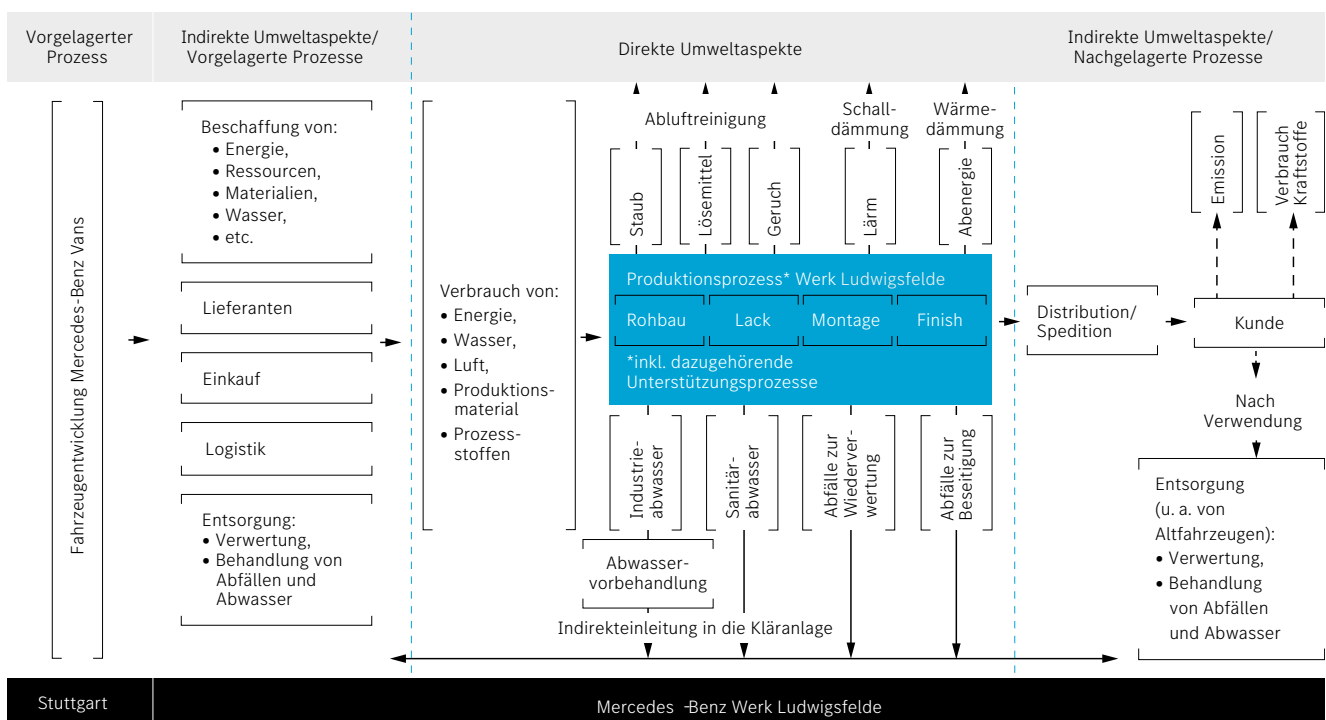 Vorgelagerter
Prozess
Indirekte Umweltaspekte/
Vorgelagerte Prozesse
Direkte Umweltaspekte
Indirekte Umweltaspekte/
Nachgelagerte Prozesse
Fahrzeugentwicklung Mercedes-Benz Vans
Beschaffung von:
• Energie,
• Ressourcen,
• Materialien,
• Wasser,
• etc.
Lieferanten
Einkauf
Logistik
Entsorgung:
• Verwertung,
• Behandlung von
Abfällen und
Abwasser
Verbrauch von:
• Energie,
• Wasser,
• Luft,
• Produktions-
material
• Prozess-
stoffen
Abluftreinigung
Schall-
dämmung
Wärme-
dämmung
Staub
Lösemittel
Geruch
Lärm
Abenergie
Produktionsprozess* Werk Ludwigsfelde
Rohbau
Lack
Montage
Finish
*inkl. dazugehörende
Unterstützungsprozesse
Industrie-
abwasser
Sanitär-
abwasser
Abfälle zur
Wiederver-
wertung
Abfälle zur
Beseitigung
Abwasser-
vorbehandlung
Indirekteinleitung in die Kläranlage
Distribution/
Spedition
Emission
Verbrauch
Kraftstoffe
Kunde
Nach
Verwendung
Entsorgung
(u. a. von
Altfahrzeugen):
• Verwertung,
• Behandlung
von Abfällen
und Abwasser
Stuttgart
Mercedes -Benz Werk Ludwigsfelde